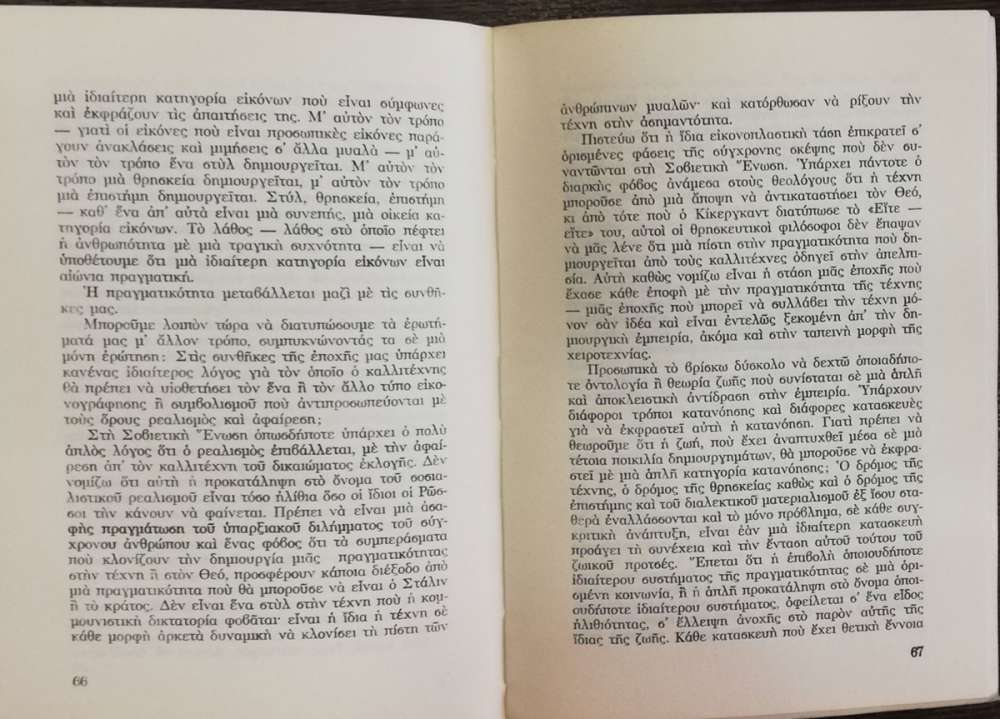 μιὰ ἰδιαίτερη κατηγορία εἰκόνων ποὺ εἶναι σύμφωνες
καὶ ἐκφράζουν τὶς ἀπαιτήσεις της. Μ' αὐτὸν τὸν τρόπο
— γιατὶ οἱ εἰκόνες ποὺ εἶναι προσωπικὲς εἰκόνες παρά-
γουν ἀνακλάσεις καὶ μιμήσεις σ' ἄλλα μυαλὰ — μ' αὐ-
τὸν τὸν τρόπο ἕνα στὺλ δημιουργεῖται. Μ' αὐτὸν τὸν
τρόπο μιὰ θρησκεία δημιουργεῖται, μ' αὐτὸν τὸν τρόπο
μιὰ ἐπιστήμη δημιουργεῖται. Στύλ, θρησκεία, ἐπιστήμη
— καθ' ἕνα ἀπ' αὐτὰ εἶναι μιὰ συνεπής, μιὰ οἰκεία κα-
τηγορία εἰκόνων. Τὸ λάθος — λάθος στὸ ὁποῖο πέφτει
ἡ ἀνθρωπότητα μὲ μιὰ τραγικὴ συχνότητα — εἶναι νὰ
ὑποθέτουμε ὅτι μιὰ ἰδιαίτερη κατηγορία εἰκόνων εἶναι
αἰώνια πραγματική.
Ἡ πραγματικότητα μεταβάλλεται μαζὶ μὲ τὶς συνθῆ-
κες μας.
Μποροῦμε λοιπὸν τώρα νὰ διατυπώσουμε τὰ ἐρωτή-
ματά μας μ' ἄλλον τρόπο, συμπυκνώνοντάς τα σὲ μιὰ
μόνη ἐρώτηση: Στὶς συνθῆκες τῆς ἐποχῆς μας ὑπάρχει
κανένας ἰδιαίτερος λόγος γιὰ τὸν ὁποῖο ὁ καλλιτέχνης
θὰ πρέπει νὰ υἱοθετήσει τὸν ἕνα ἢ τὸν ἄλλο τύπο εἰκο-
νογράφησης ἢ συμβολισμοῦ ποὺ ἀντιπροσωπεύονται μὲ
τοὺς ὅρους ρεαλισμὸς καὶ ἀφαίρεση;
Στὴ Σοβιετικὴ Ἕνωση ὁπωσδήποτε ὑπάρχει ὁ πολὺ
ἁπλὸς λόγος ὅτι ὁ ρεαλισμὸς ἐπιβάλλεται, μὲ τὴν ἀφαί-
ρεση ἀπ' τὸν καλλιτέχνη τοῦ δικαιώματος ἐκλογῆς. Δὲν
νομίζω ὅτι αὐτὴ ἡ προκατάληψη στὸ ὄνομα τοῦ σοσια-
λιστικοῦ ρεαλισμοῦ εἶναι τόσο ἠλίθια ὅσο οἱ ἴδιοι οἱ Ρῶσ-
σοι τὴν κάνουν νὰ φαίνεται. Πρέπει νὰ εἶναι μιὰ ἀσα-
φὴς πραγμάτωση τοῦ ὑπαρξιακοῦ διλήμματος τοῦ σύγ-
χρονου ἀνθρώπου καὶ ἕνας φόβος ὅτι τὰ συμπεράσματα
ποὺ κλονίζουν τὴν δημιουργία μιᾶς πραγματικότητας
στὴν τέχνη ἢ στὸν Θεό, προσφέρουν κάποια διέξοδο ἀπὸ
μιὰ πραγματικότητα ποὺ θὰ μποροῦσε νὰ εἶναι ὁ Στάλιν
ἢ τὸ κράτος. Δὲν εἶναι ἕνα στὺλ στὴν τέχνη ποὺ ἡ κομ-
μουνιστικὴ δικτατορία φοβᾶται· εἶναι ἡ ἴδια ἡ τέχνη σὲ
κάθε μορφὴ ἀρκετὰ δυναμικὴ νὰ κλονίσει τὴ πίστη τῶν
66
ἀνθρώπινων μυαλῶν· καὶ κατόρθωσαν νὰ ρίξουν τὴν
τέχνη στὴν ἀσημαντότητα.
Πιστεύω ὅτι ἡ ἴδια εἰκονοπλαστικὴ τάση ἐπικρατεῖ σ'
ὁρισμένες φάσεις τῆς σύγχρονης σκέψης ποὺ δὲν συ-
ναντῶνται στὴ Σοβιετικὴ Ἕνωση. Ὑπάρχει πάντοτε ὁ
διαρκὴς φόβος ἀνάμεσα στοὺς θεολόγους ὅτι ἡ τέχνη
μποροῦσε ἀπὸ μιὰ ἄποψη νὰ ἀντικαταστήσει τὸν Θεό,
κι ἀπὸ τότε ποὺ ὁ Κίκεργκαντ διατύπωσε τὸ «Εἴτε —
εἴτε» του, αὐτοὶ οἱ θρησκευτικοὶ φιλόσοφοι δὲν ἔπαψαν
νὰ μᾶς λένε ὅτι μιὰ πίστη στὴν πραγματικότητα ποὺ δη-
μιουργεῖται ἀπὸ τοὺς καλλιτέχνες ὁδηγεῖ στὴν ἀπελπι-
σία. Αὐτὴ καθὼς νομίζω εἶναι ἡ στάση μιᾶς ἐποχῆς ποὺ
ἔχασε κάθε ἐπαφὴ μὲ τὴν πραγματικότητα τῆς τέχνης
— μιᾶς ἐποχῆς ποὺ μπορεῖ νὰ συλλάβει τὴν τέχνη μό-
νον σὰν ἰδέα καὶ εἶναι ἐντελῶς ξεκομένη ἀπ' τὴν δη-
μιουργικὴ ἐμπειρία, ἀκόμα καὶ στὴν ταπεινὴ μορφὴ τῆς
χειροτεχνίας.
Προσωπικὰ τὸ βρίσκω δύσκολο νὰ δεχτῶ ὁποιαδήπο-
τε ὀντολογία ἢ θεωρία ζωῆς ποὺ συνίσταται σὲ μιὰ ἁπλὴ
καὶ ἀποκλειστικὴ ἀντίδραση στὴν ἐμπειρία. Ὑπάρχουν
διάφοροι τρόποι κατανόησης καὶ διάφορες κατασκευὲς
γιὰ νὰ ἐκφραστεῖ αὐτὴ ἡ κατανόηση. Γιατὶ πρέπει νὰ
θεωροῦμε ὅτι ἡ ζωή, ποὺ ἔχει ἀναπτυχθεῖ μέσα σὲ μιὰ
τέτοια ποικιλία δημιουργημάτων, θὰ μποροῦσε νὰ ἐκφρα-
στεῖ μὲ μιὰ ἁπλὴ κατηγορία κατανόησης; Ὁ δρόμος τῆς
τέχνης, ὁ δρόμος τῆς θρησκείας καθὼς καὶ ὁ δρόμος τῆς
ἐπιστήμης καὶ τοῦ διαλεκτικοῦ ματεριαλισμοῦ ἐξ ἴσου στα-
θερὰ ἐναλλάσσονται καὶ τὸ μόνο πρόβλημα, σὲ κάθε συγ-
κριτικὴ ἀνάπτυξη, εἶναι ἐὰν μιὰ ἰδιαίτερη κατασκευὴ
προάγει τὴ συνέχεια καὶ τὴν ἔνταση αὐτοῦ τούτου τοῦ
ζωικοῦ προτσές. Ἕπεται ὅτι ἡ ἐπιβολὴ ὁποιουδήποτε
ἰδιαίτερου συστήματος τῆς πραγματικότητας σὲ μιὰ ὁρι-
σμένη κοινωνία, ἢ ἡ ἁπλὴ προκατάληψη στὸ ὄνομα ὁποι-
ουδήποτε ἰδιαίτερου συστήματος, ὀφείλεται σ' ἕνα εἶδος
ἠλιθιότητας, σ' ἔλλειψη ἀνοχῆς στὸ παρὸν αὐτῆς τῆς
ἴδιας τῆς ζωῆς. Κάθε κατασκευὴ ποὺ ἔχει θετικὴ ἔννοια
67